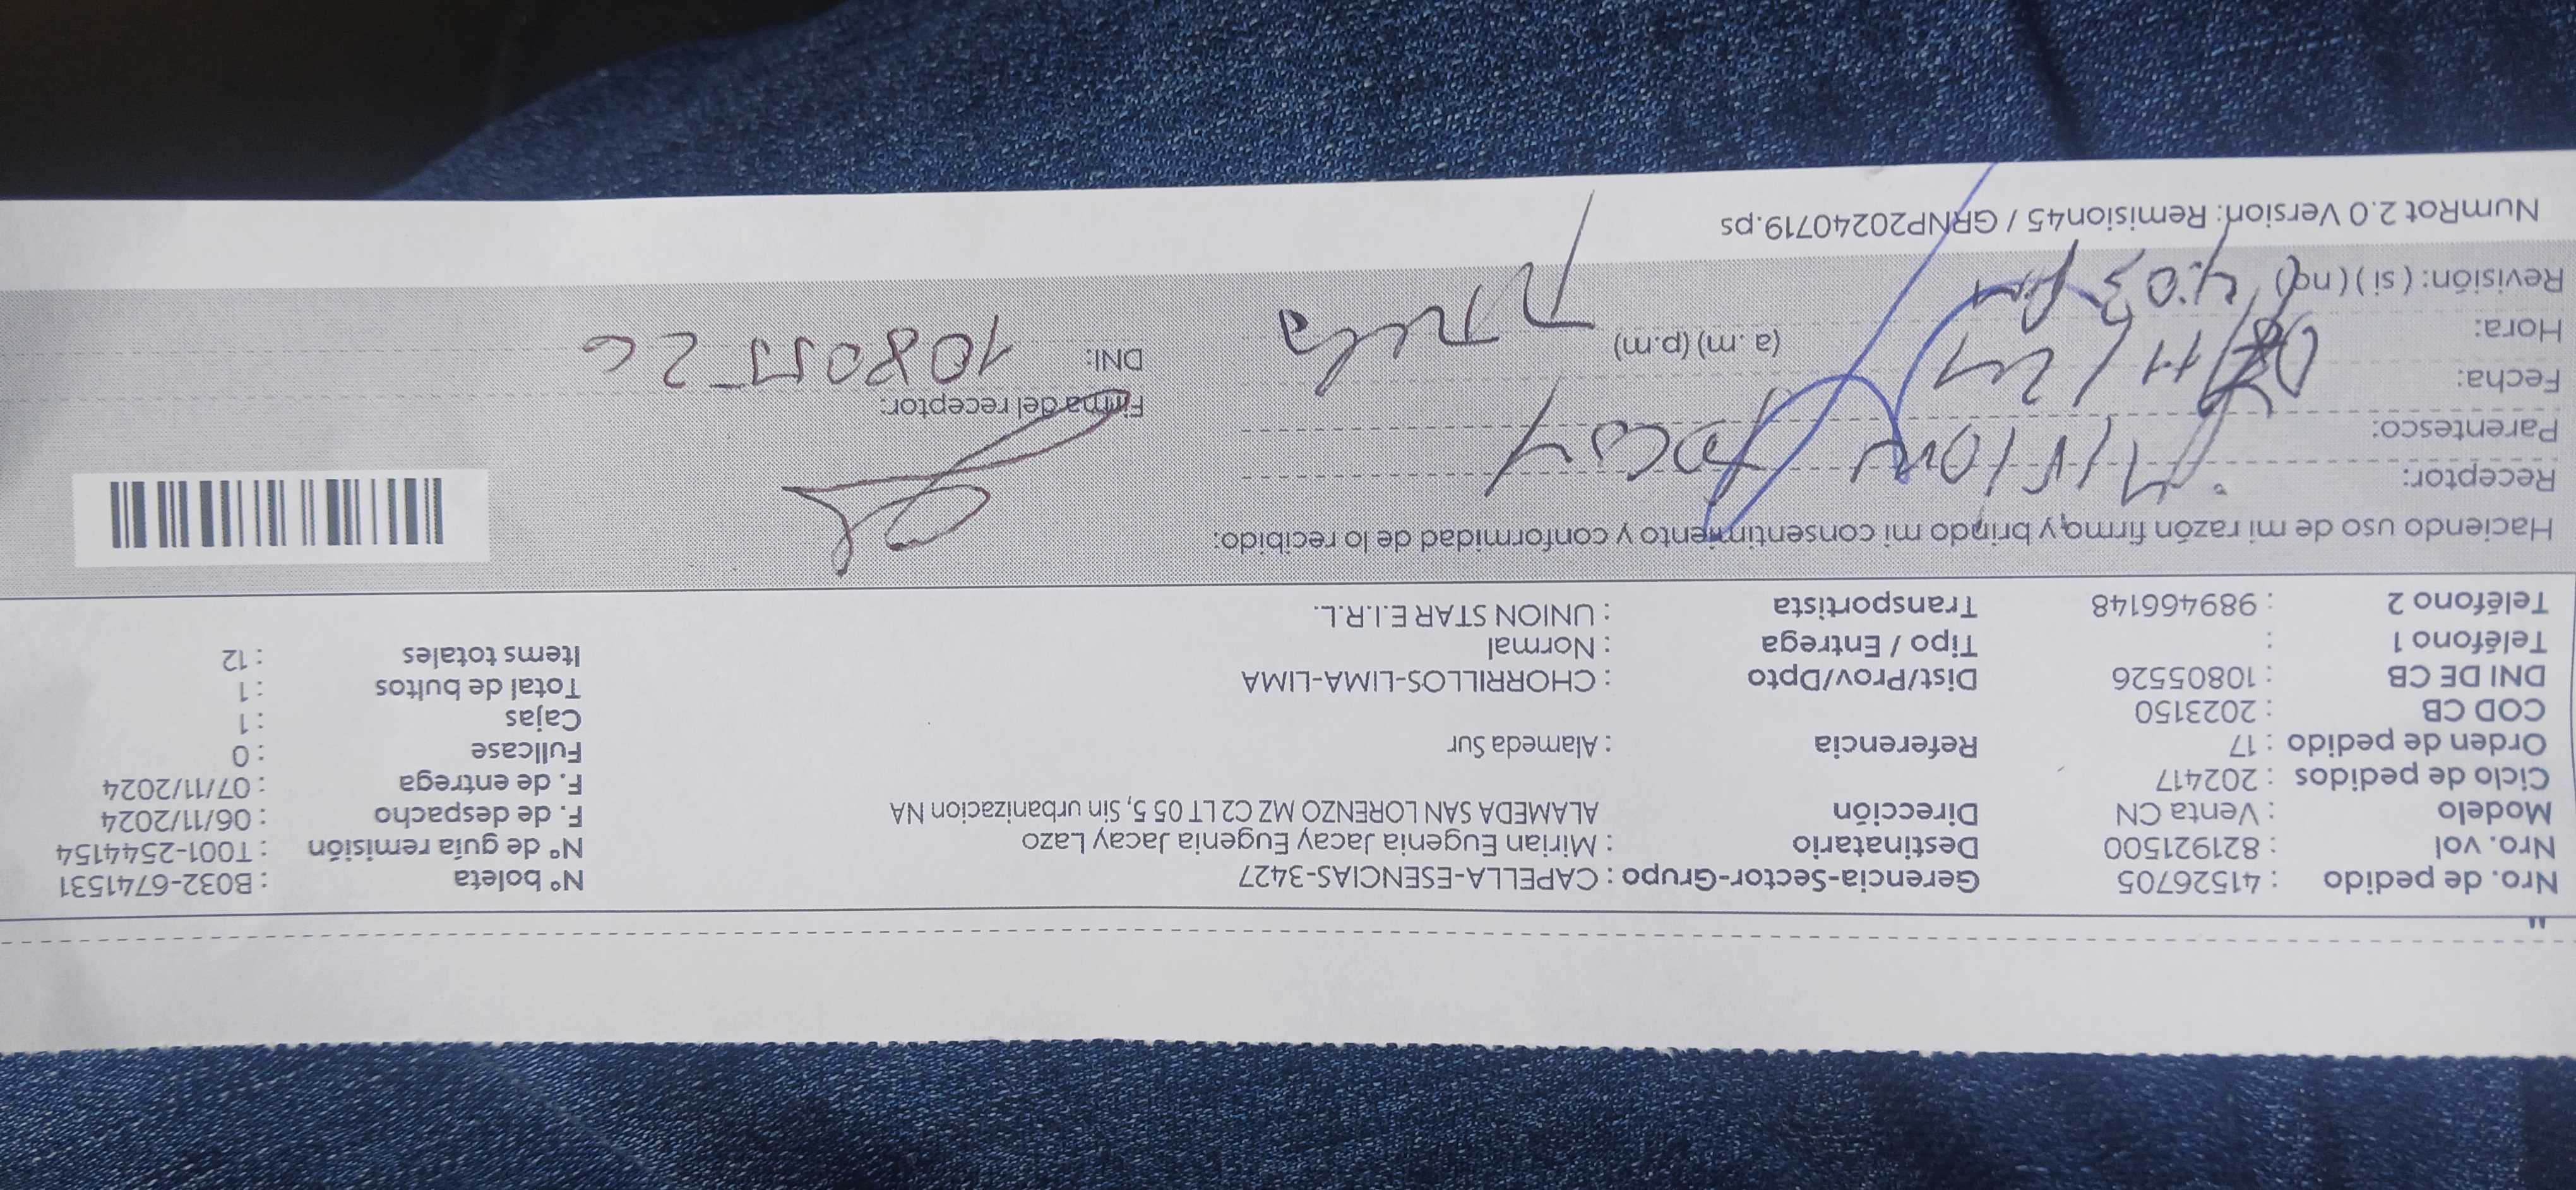 Nro. de pedido : 41526705 Gerencia-Sector-Grupo : CAPELLA-ESENCIAS-3427 N° boleta : B032-6741531
Nro. vol : 821921500 Destinatario : Mirian Eugenia Jacay Eugenia Jacay Lazo N° de guía remisión : T001-2544154
Modelo : Venta CN Dirección ALAMEDA SAN LORENZO MZ C2 LT 05 5, Sin urbanizacion NA F. de despacho : 06/11/2024
Ciclo de pedidos : 202417 F. de entrega : 07/11/2024
Orden de pedido : 17 Referencia : Alameda Sur Fullcase : 0
COD CB : 2023150 Cajas : 1
DNI DE CB : 10805526 Dist/Prov/Dpto : CHORRILLOS-LIMA-LIMA Total de bultos : 1
Teléfono 1 : Tipo / Entrega : Normal Items totales : 12
Teléfono 2 : 989466148 Transportista : UNION STAR E.I.R.L.
Haciendo uso de mi razón firmo y brindo mi consentimiento y conformidad de lo recibido:
Receptor: Jacay
Parentesco:
Fecha: /11/24 Firma del receptor:
Hora: (a.m) (p.m) DNI: 10805526
Revisión: ( si ) ( no ) 4:03 pm
NumRot 2.0 Version: Remision45 / GRNP20240719.ps